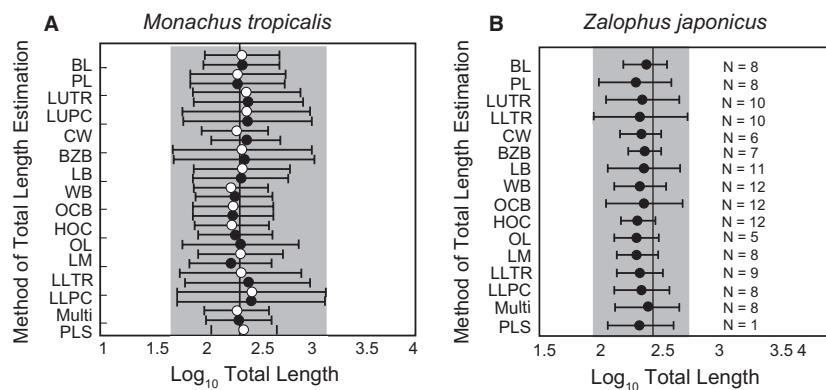 A Monachus tropicalis
Method of Total Length Estimation
BL
PL
LUTR
LUPC
CW
BZB
LB
WB
OCB
HOC
OL
LM
LLTR
LLPC
Multi
PLS
1 1.5 2 2.5 3 3.5 4
Log10 Total Length
B Zalophus japonicus
Method of Total Length Estimation
BL N = 8
PL N = 8
LUTR N = 10
LLTR N = 10
CW N = 6
BZB N = 7
LB N = 11
WB N = 12
OCB N = 12
HOC N = 12
OL N = 5
LM N = 8
LLTR N = 9
LLPC N = 8
Multi N = 8
PLS N = 1
1.5 2 2.5 3 3.5 4
Log10 Total Length